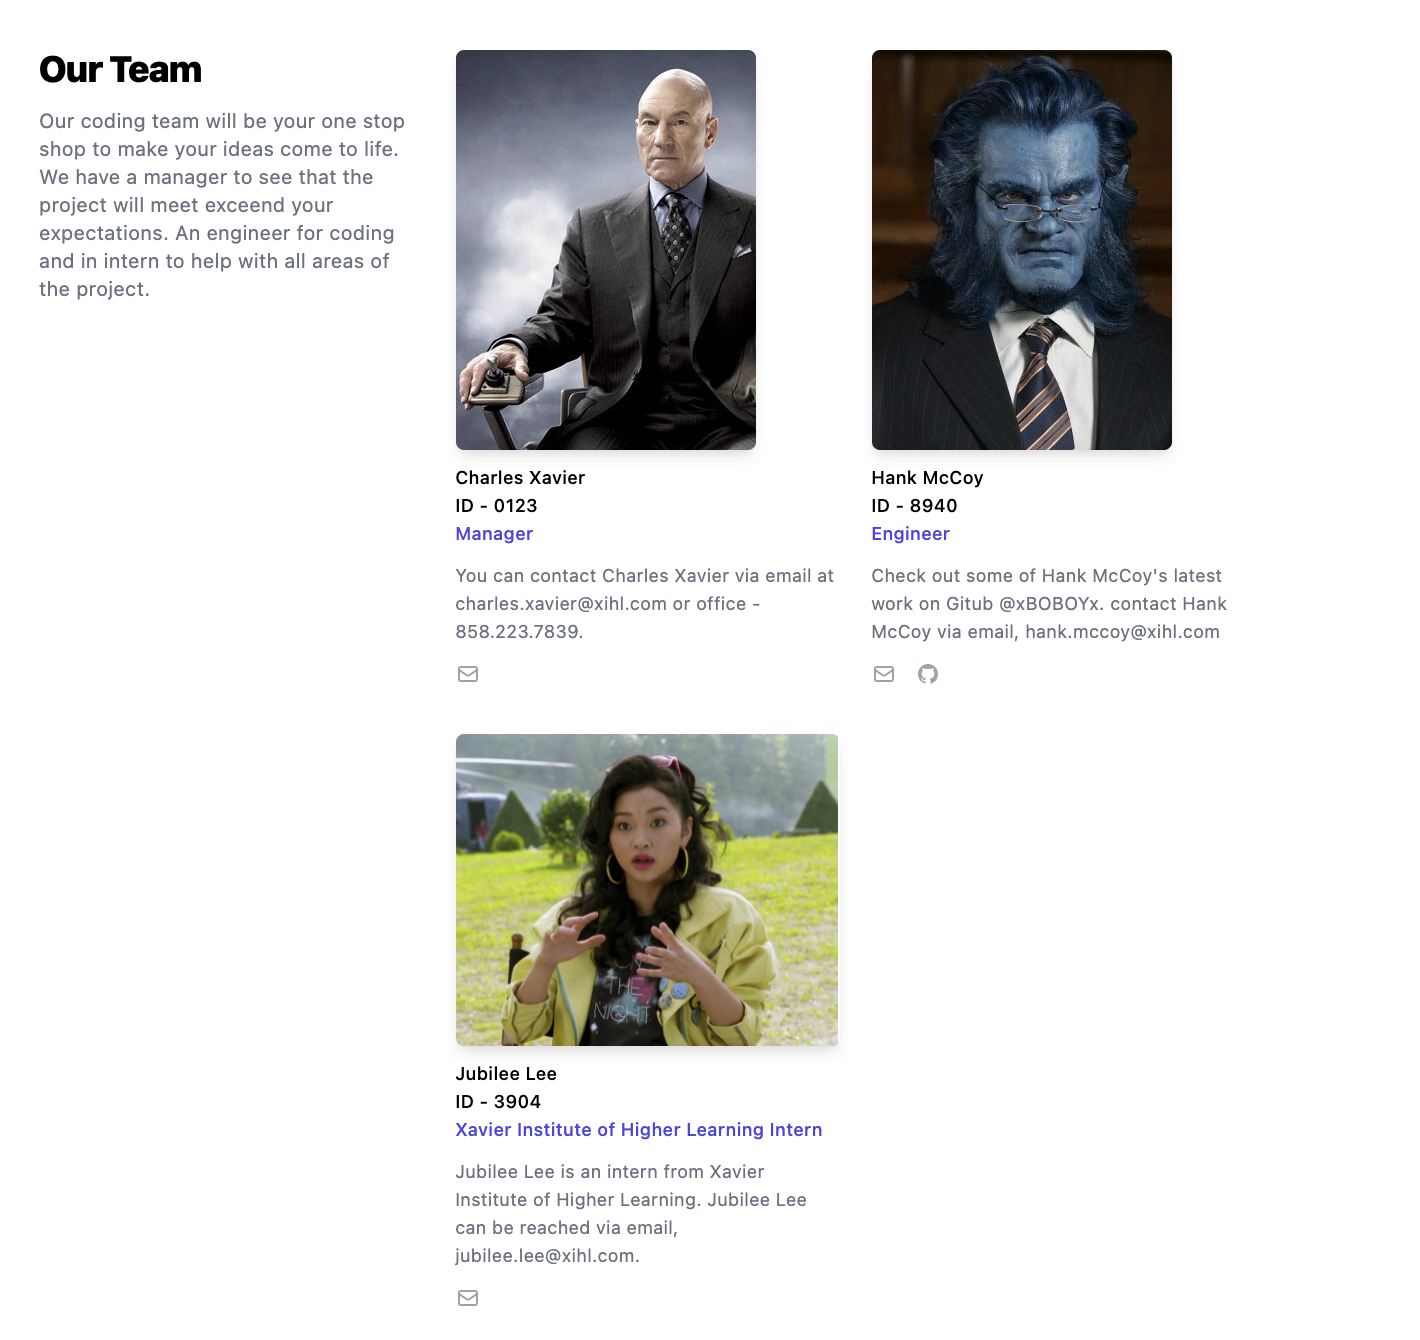 Our Team
Our coding team will be your one stop
shop to make your ideas come to life.
We have a manager to see that the
project will meet exceend your
expectations. An engineer for coding
and in intern to help with all areas of
the project.
Charles Xavier
ID - 0123
Manager
You can contact Charles Xavier via email at
charles.xavier@xihl.com or office -
858.223.7839.
Hank McCoy
ID - 8940
Engineer
Check out some of Hank McCoy's latest
work on Gitub @xBOBOYx. contact Hank
McCoy via email, hank.mccoy@xihl.com
ON
THE
NIGHT
Jubilee Lee
ID - 3904
Xavier Institute of Higher Learning Intern
Jubilee Lee is an intern from Xavier
Institute of Higher Learning. Jubilee Lee
can be reached via email,
jubilee.lee@xihl.com.